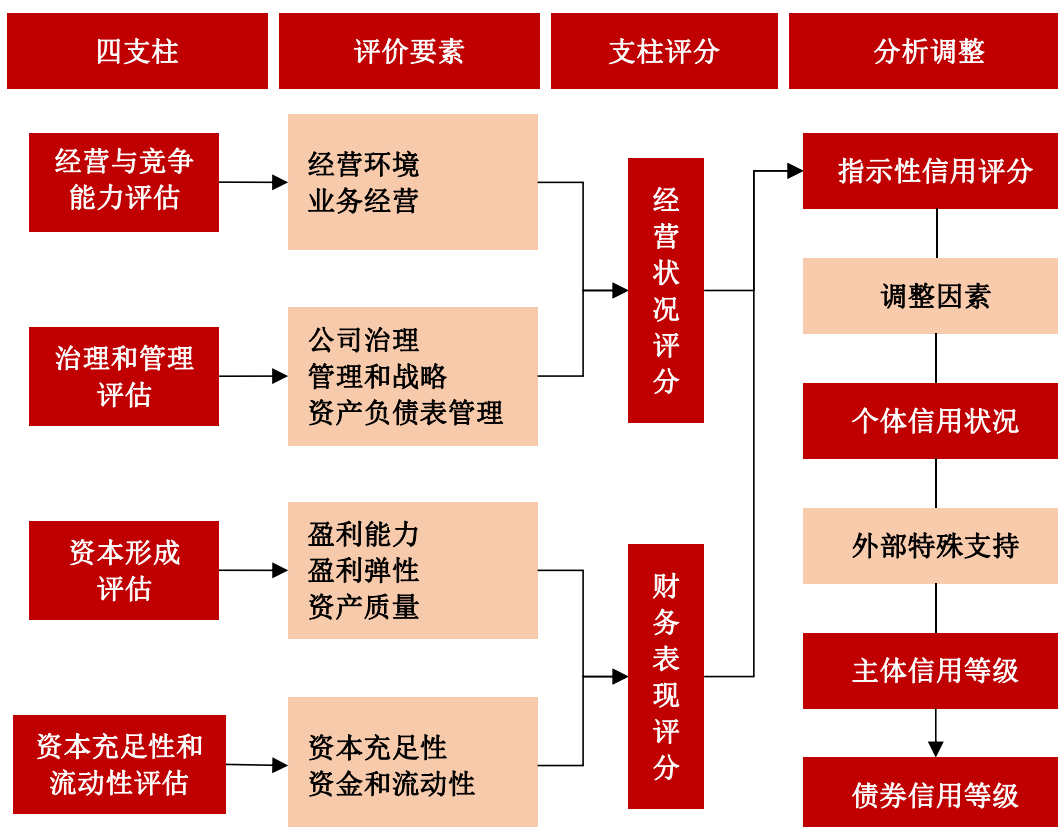 四支柱
评价要素
支柱评分
分析调整
经营与竞争
能力评估
经营环境
业务经营
治理和管理
评估
公司治理
管理和战略
资产负债表管理
经营状况评分
资本形成
评估
盈利能力
盈利弹性
资产质量
资本充足性和
流动性评估
资本充足性
资金和流动性
财务表现评分
指示性信用评分
调整因素
个体信用状况
外部特殊支持
主体信用等级
债券信用等级